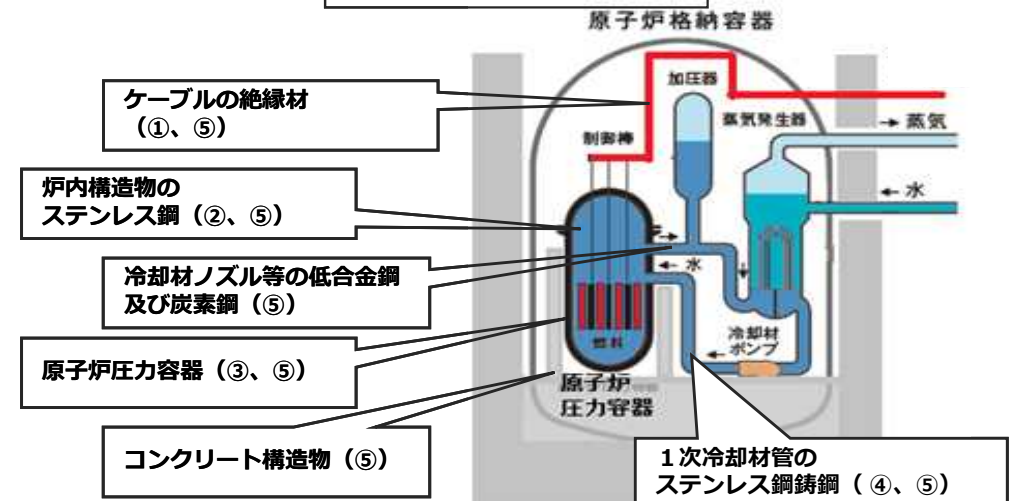 原子炉格納容器
加圧器
ケーブルの絶縁材
（①、⑤）
蒸気発生器
→ 蒸気
制御棒
炉内構造物の
ステンレス鋼（②、⑤）
← 水
→
冷却材ノズル等の低合金鋼
及び炭素鋼（⑤）
← 水
冷却材
ポンプ
燃料
原子炉圧力容器（③、⑤）
原子炉
圧力容器
コンクリート構造物（⑤）
１次冷却材管の
ステンレス鋼鋳鋼（ ④、⑤）